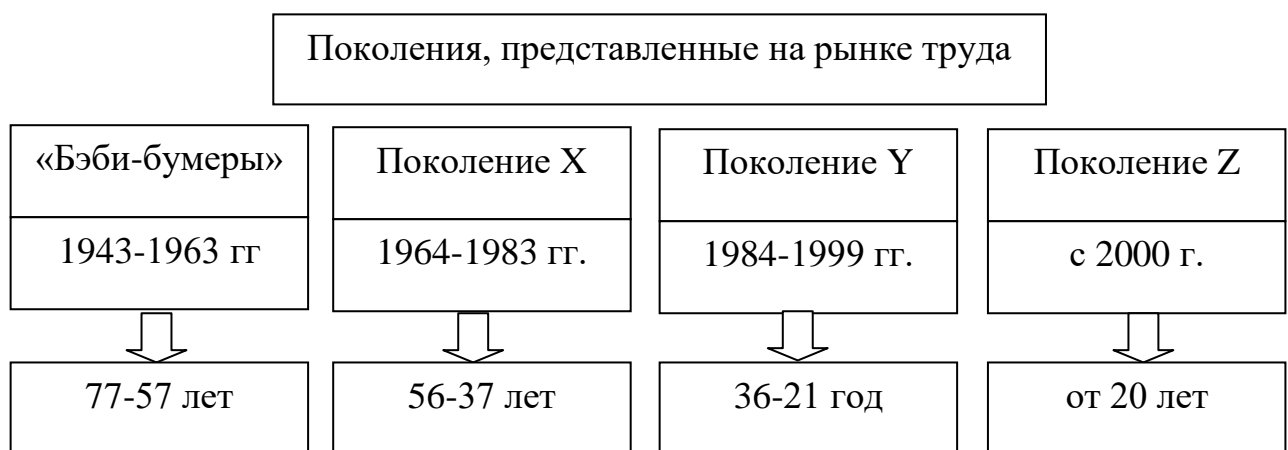 Поколения, представленные на рынке труда
«Бэби-бумеры»
Поколение X
Поколение Y
Поколение Z
1943-1963 гг
1964-1983 гг.
1984-1999 гг.
с 2000 г.
77-57 лет
56-37 лет
36-21 год
от 20 лет